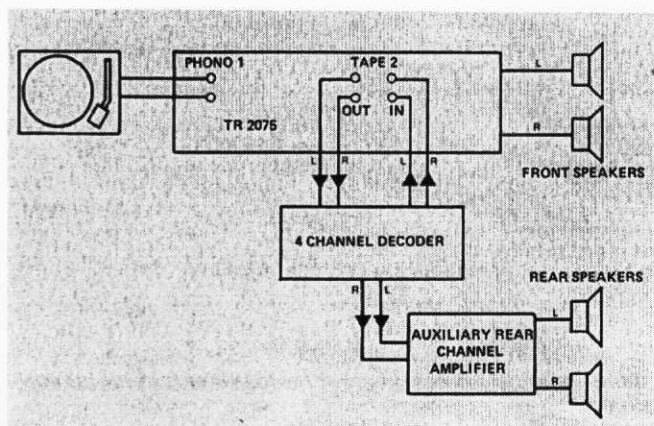 PHONO 1
TAPE 2
L
OUT IN
TR 2075
R
L R L R
FRONT SPEAKERS
4 CHANNEL DECODER
REAR SPEAKERS
R L
L
AUXILIARY REAR
CHANNEL
AMPLIFIER
R